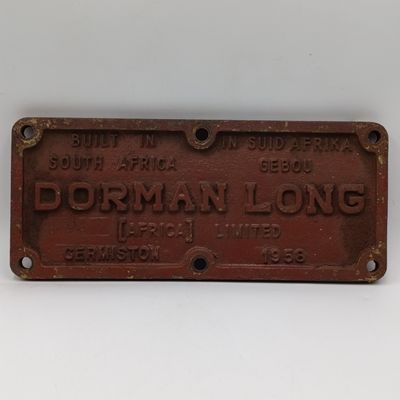 BUILT IN IN SUID AFRIKA
SOUTH AFRICA GEBOU
DORMAN LONG
[AFRICA] LIMITED
GERMISTON 1958